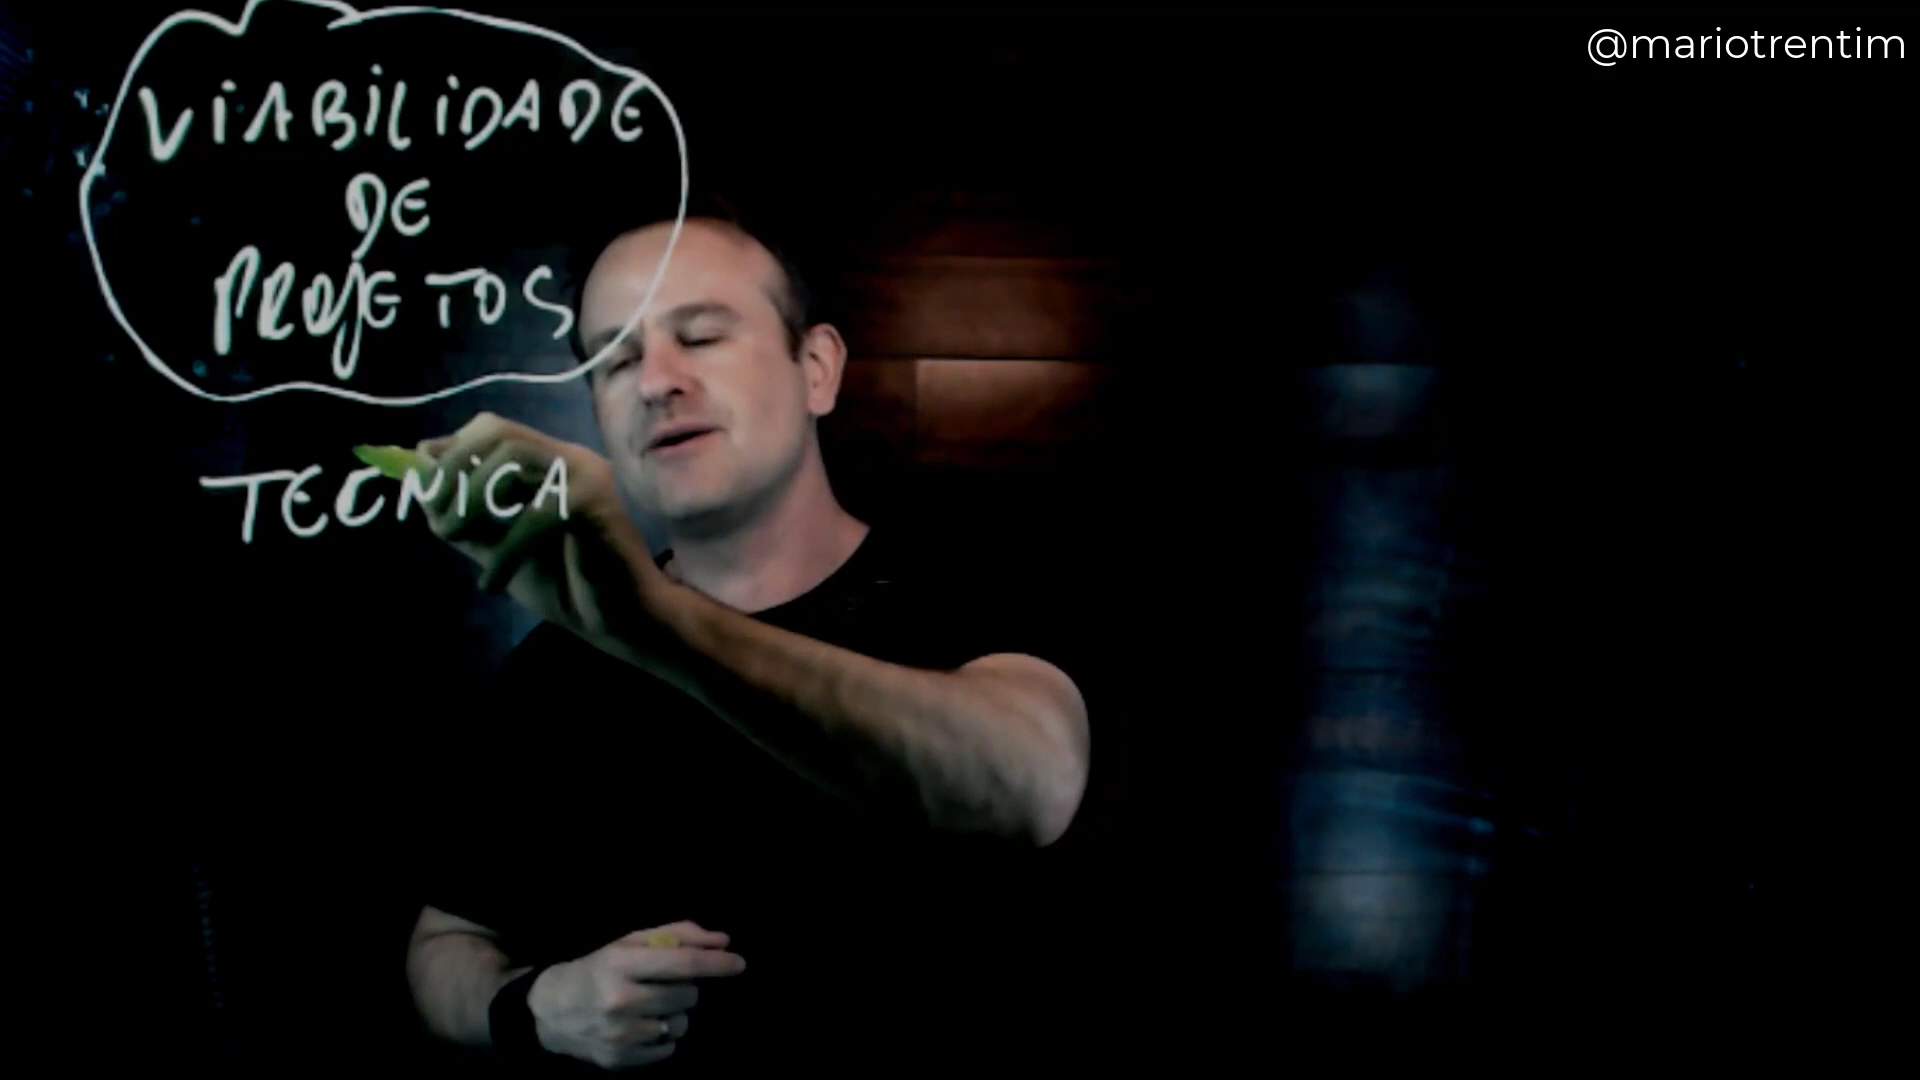 @mariotrentim
VIABILIDADE
DE
PROJETOS
TECNICA